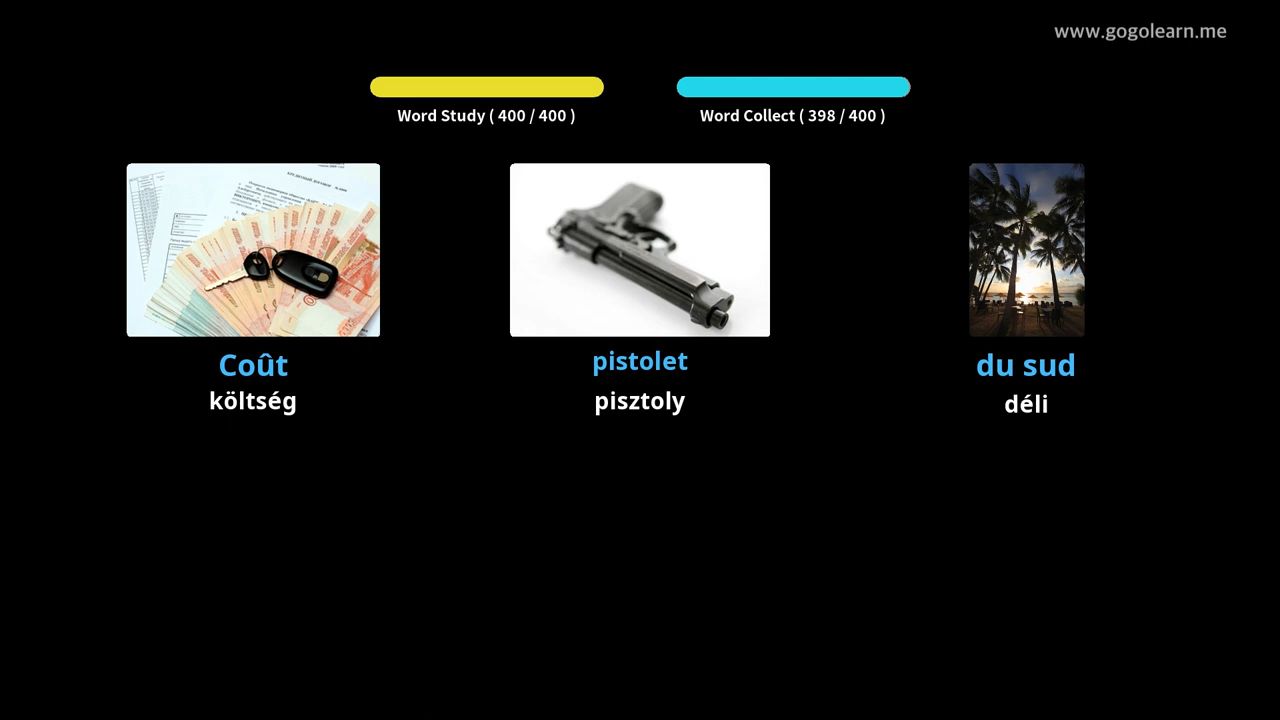 www.gogolearn.me
Word Study ( 400 / 400 )
Word Collect ( 398 / 400 )
Coût
költség
pistolet
pisztoly
du sud
déli